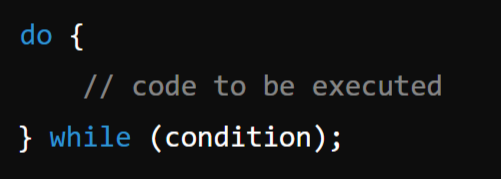 do {
    // code to be executed
} while (condition);